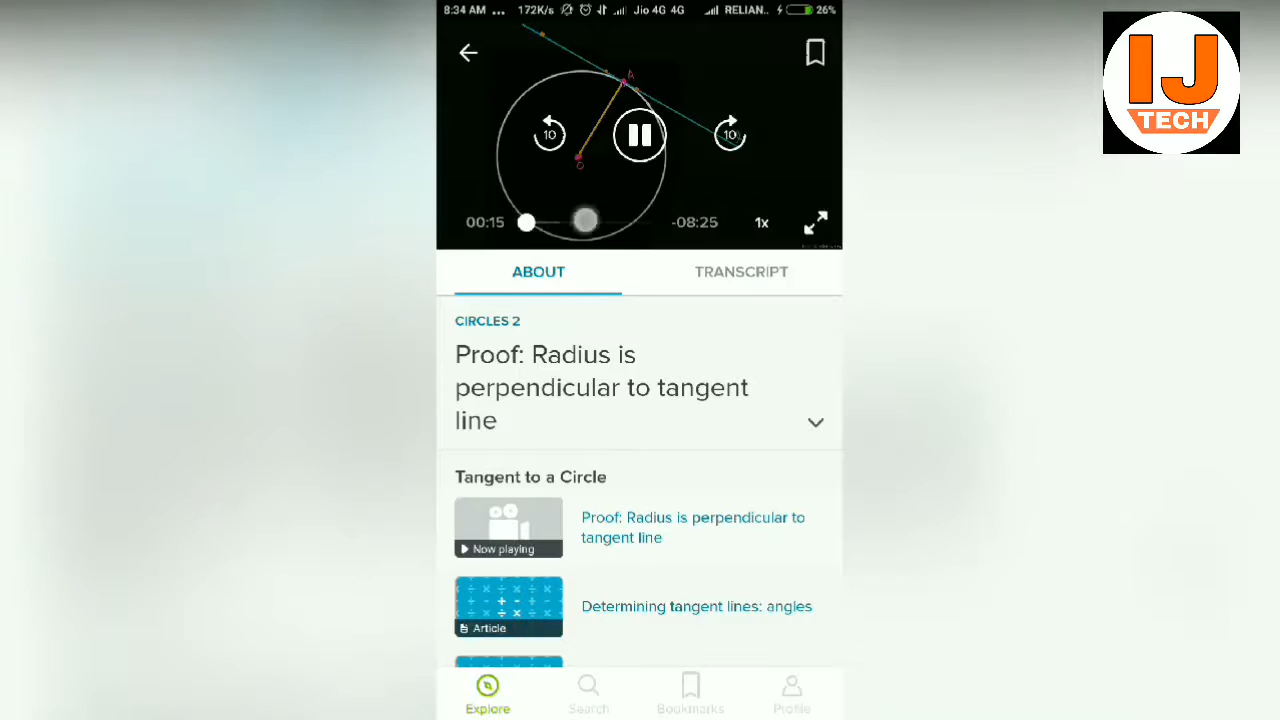 8:34 AM ... 172K/s Jio 4G 4G RELIAN.. 26%
IJ
TECH
A
10
10
00:15 -08:25 1x
ABOUT TRANSCRIPT
CIRCLES 2
Proof: Radius is
perpendicular to tangent
line
Tangent to a Circle
Now playing
Proof: Radius is perpendicular to
tangent line
Article
Determining tangent lines: angles
Explore Search Bookmarks Profile